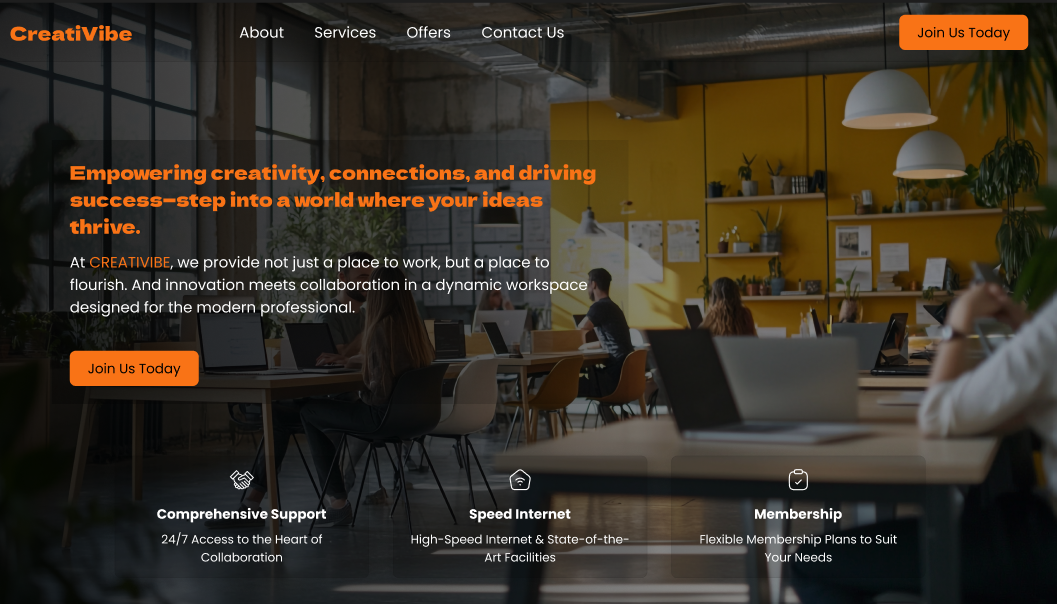 CreatiVibe
About Services Offers Contact Us
Join Us Today
Empowering creativity, connections, and driving
success—step into a world where your ideas
thrive.
At CREATIVIBE, we provide not just a place to work, but a place to
flourish. And innovation meets collaboration in a dynamic workspace
designed for the modern professional.
Join Us Today
Comprehensive Support
24/7 Access to the Heart of
Collaboration
Speed Internet
High-Speed Internet & State-of-the-
Art Facilities
Membership
Flexible Membership Plans to Suit
Your Needs